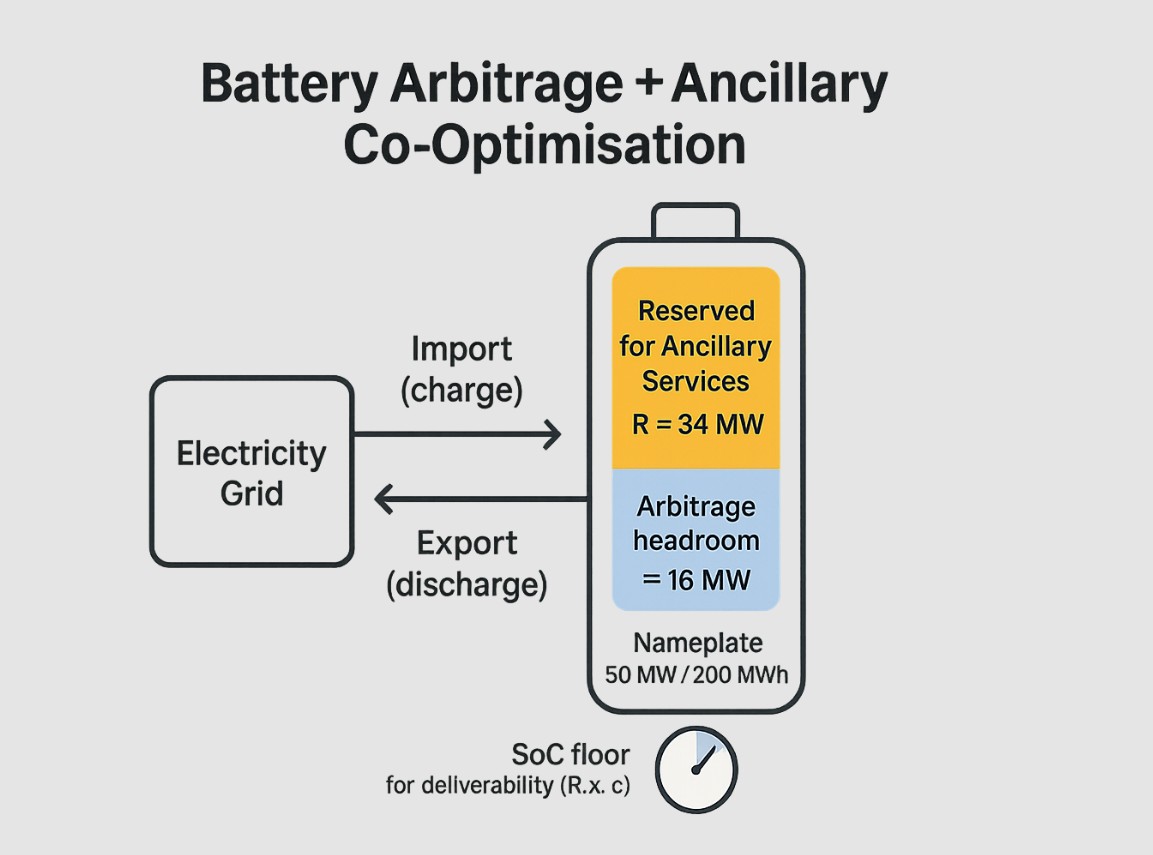 Battery Arbitrage + Ancillary
Co-Optimisation
Import
(charge)
Electricity
Grid
Export
(discharge)
Reserved
for Ancillary
Services
R = 34 MW
Arbitrage
headroom
= 16 MW
Nameplate
50 MW / 200 MWh
SoC floor
for deliverability (R.x. c)